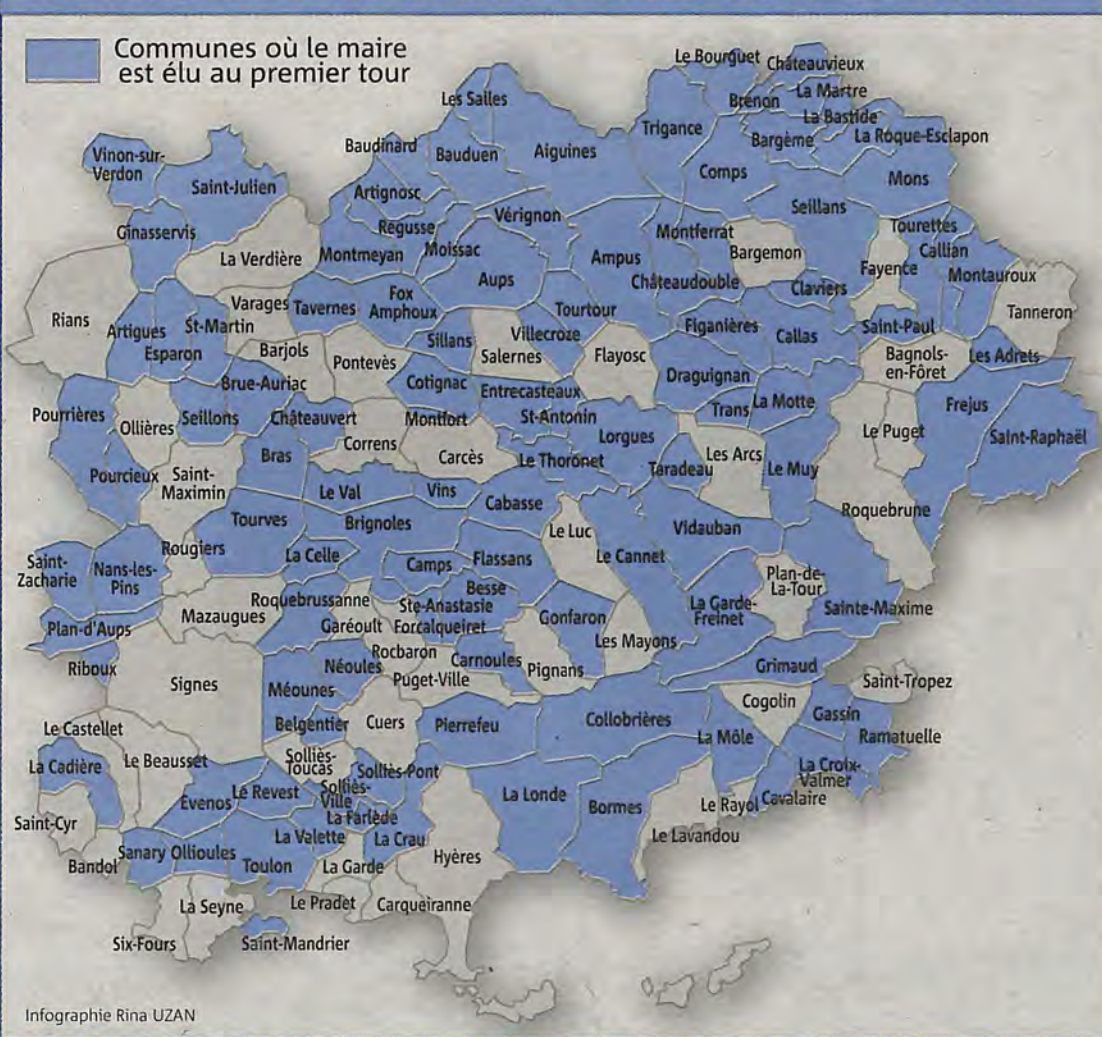 Communes où le maire
est élu au premier tour
Le Bourguet
Châteauvieux
La Martre
Brenon
La Bastide
Les Salles
Trigance
Bargème
La Roque-Esclapon
Baudinard
Bauduen
Aiguines
Vinon-sur-
Verdon
Saint-Julien
Comps
Mons
Artignosc
Seillans
Vérignon
Ginasservis
Régusse
Montferrat
Tourettes
La Verdière
Montmeyan
Moissac
Ampus
Bargemon
Callian
Fayence
Montauroux
Aups
Châteaudouble
Claviers
Varages
Tavernes
Fox
Amphoux
Tourtour
Tanneron
Rians
Artigues
St-Martin
Esparon
Sillans
Villecroze
Figanières
Callas
Saint-Paul
Barjols
Pontevès
Salernes
Flayosc
Bagnols-
en-Fôret
Les Adrets
Brue-Auriac
Cotignac
Entrecasteaux
Draguignan
Pourrières
Ollières
Seillons
Châteauvert
Montfort
St-Antonin
Trans
La Motte
Frejus
Correns
Lorgues
Le Puget
Saint-Raphaël
Bras
Carcès
Le Thoronet
Taradeau
Les Arcs
Le Muy
Pourcieux
Saint-
Maximin
Le Val
Vins
Cabasse
Roquebrune
Tourves
Brignoles
Le Luc
Vidauban
Rougiers
La Celle
Camps
Flassans
Le Cannet
Saint-
Zacharie
Nans-les-
Pins
Plan-de-
La-Tour
Roquebrussanne
Besse
Ste-Anastasie
La Garde-
Freinet
Sainte-Maxime
Mazaugues
Garéoult
Forcalqueiret
Gonfaron
Plan-d'Aups
Les Mayons
Rocbaron
Carnoules
Riboux
Néoules
Puget-Ville
Pignans
Grimaud
Signes
Méounes
Saint-Tropez
Cogolin
Le Castellet
Belgentier
Cuers
Pierrefeu
Collobrières
Gassin
La Môle
Ramatuelle
La Cadière
Le Beausset
Solliès-
Toucas
Solliès-Pont
La Croix-
Valmer
Evenos
Le Revest
Solliès-
Ville
La Londe
Bormes
Le Rayol
Cavalaire
Saint-Cyr
La Farlède
La Valette
La Crau
Le Lavandou
Bandol
Sanary
Ollioules
Toulon
La Garde
Hyères
La Seyne
Le Pradet
Carqueiranne
Six-Fours
Saint-Mandrier
Infographie Rina UZAN